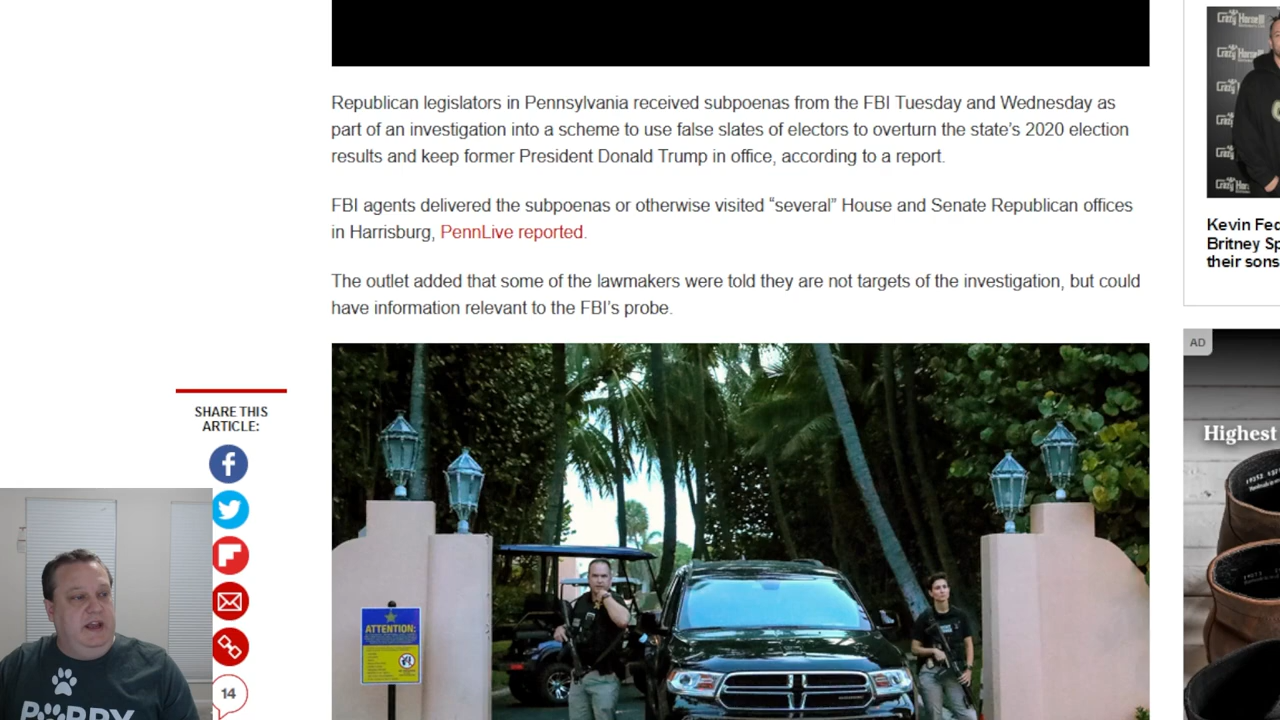 Republican legislators in Pennsylvania received subpoenas from the FBI Tuesday and Wednesday as
part of an investigation into a scheme to use false slates of electors to overturn the state’s 2020 election
results and keep former President Donald Trump in office, according to a report.
FBI agents delivered the subpoenas or otherwise visited “several” House and Senate Republican offices
in Harrisburg, PennLive reported.
The outlet added that some of the lawmakers were told they are not targets of the investigation, but could
have information relevant to the FBI’s probe.
SHARE THIS
ARTICLE:
14
ATTENTION:
Crazy Horse III
Kevin Fed
Britney Sp
their sons
AD
Highest